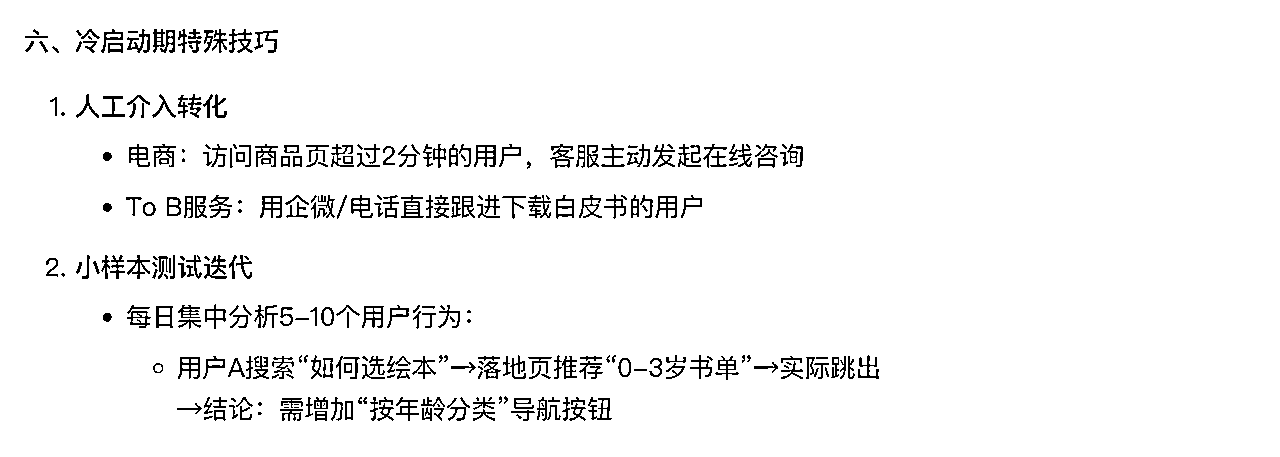 六、冷启动期特殊技巧
1. 人工介入转化
• 电商：访问商品页超过2分钟的用户，客服主动发起在线咨询
• To B服务：用企微/电话直接跟进下载白皮书的用户
2. 小样本测试迭代
• 每日集中分析5–10个用户行为：
○ 用户A搜索“如何选绘本”→落地页推荐“0–3岁书单”→实际跳出
→结论：需增加“按年龄分类”导航按钮